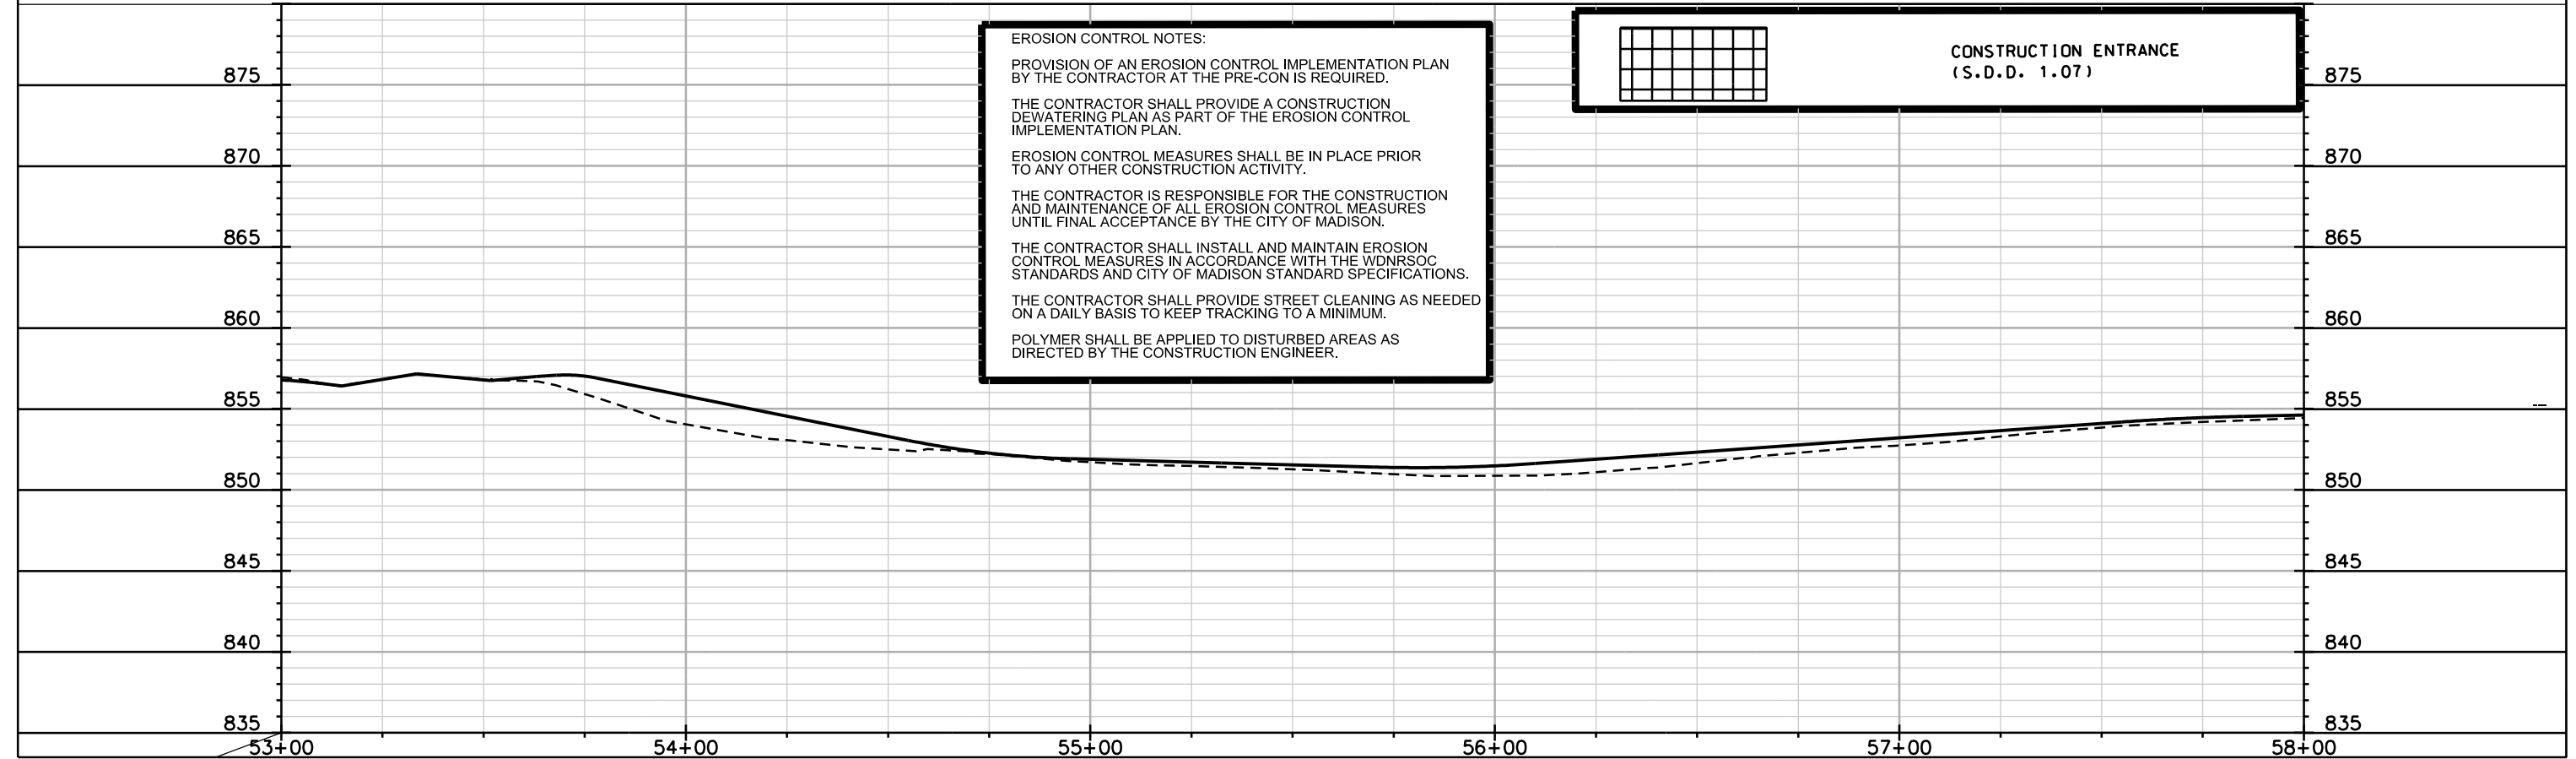 EROSION CONTROL NOTES:
PROVISION OF AN EROSION CONTROL IMPLEMENTATION PLAN
BY THE CONTRACTOR AT THE PRE-CON IS REQUIRED.
THE CONTRACTOR SHALL PROVIDE A CONSTRUCTION
DEWATERING PLAN AS PART OF THE EROSION CONTROL
IMPLEMENTATION PLAN.
EROSION CONTROL MEASURES SHALL BE IN PLACE PRIOR
TO ANY OTHER CONSTRUCTION ACTIVITY.
THE CONTRACTOR IS RESPONSIBLE FOR THE CONSTRUCTION
AND MAINTENANCE OF ALL EROSION CONTROL MEASURES
UNTIL FINAL ACCEPTANCE BY THE CITY OF MADISON.
THE CONTRACTOR SHALL INSTALL AND MAINTAIN EROSION
CONTROL MEASURES IN ACCORDANCE WITH THE WDNRSOC
STANDARDS AND CITY OF MADISON STANDARD SPECIFICATIONS.
THE CONTRACTOR SHALL PROVIDE STREET CLEANING AS NEEDED
ON A DAILY BASIS TO KEEP TRACKING TO A MINIMUM.
POLYMER SHALL BE APPLIED TO DISTURBED AREAS AS
DIRECTED BY THE CONSTRUCTION ENGINEER.
CONSTRUCTION ENTRANCE
(S.D.D. 1.07)
875
870
865
860
855
850
845
840
835
875
870
865
860
855
850
845
840
835
53+00
54+00
55+00
56+00
57+00
58+00